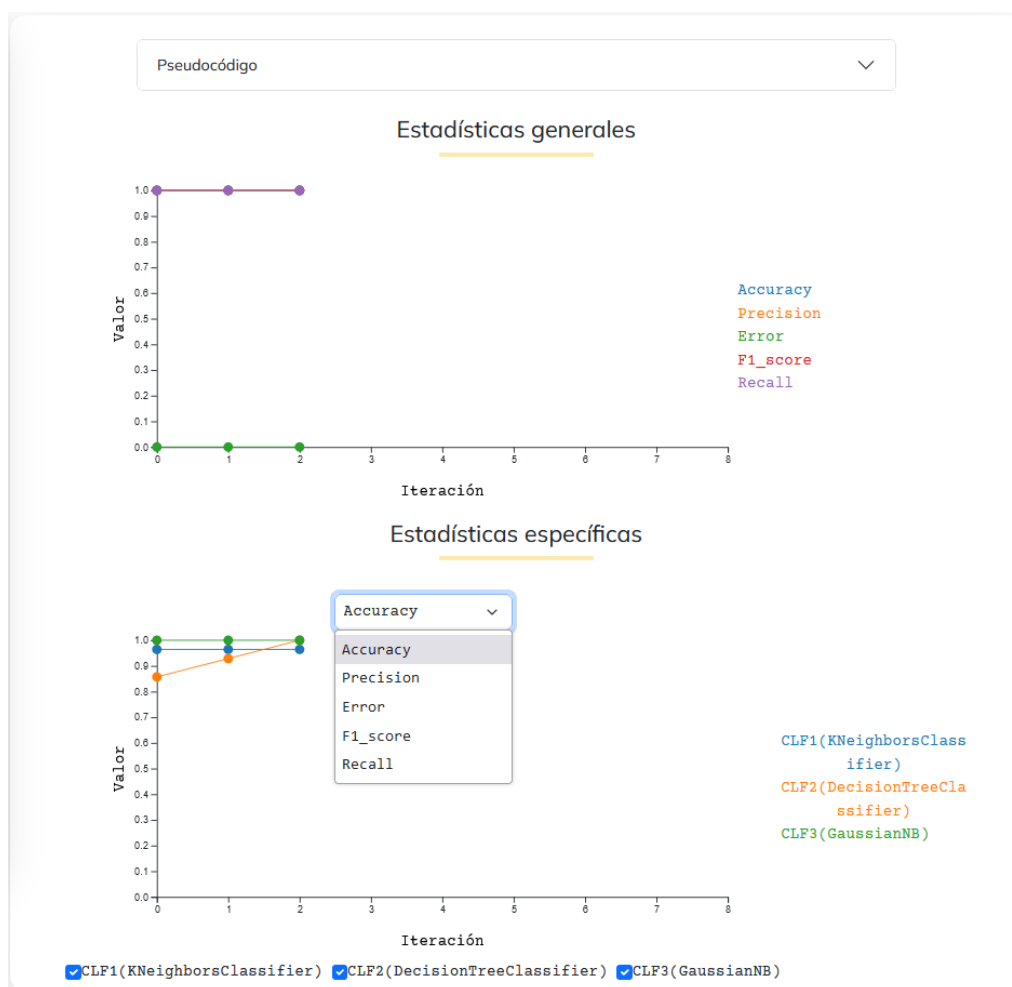 Pseudocódigo
Estadísticas generales
1.0
0.9
0.8
0.7
0.6
0.5
0.4
0.3
0.2
0.1
0.0
Valor
0 1 2 3 4 5 6 7 8
Iteración
Accuracy
Precision
Error
F1_score
Recall
Estadísticas específicas
Accuracy
Accuracy
Precision
Error
F1_score
Recall
1.0
0.9
0.8
0.7
0.6
0.5
0.4
0.3
0.2
0.1
0.0
Valor
0 1 2 3 4 5 6 7 8
Iteración
CLF1(KNeighborsClass
ifier)
CLF2(DecisionTreeCla
ssifier)
CLF3(GaussianNB)
CLF1(KNeighborsClassifier) CLF2(DecisionTreeClassifier) CLF3(GaussianNB)